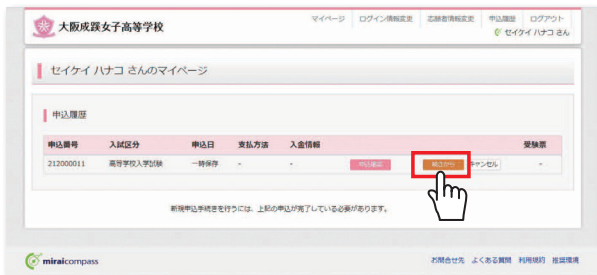 大阪成蹊女子高等学校
マイページ ログイン情報変更 志願者情報変更 申込履歴 ログアウト
セイケイ ハナコ さん
セイケイ ハナコ さんのマイページ
申込履歴
申込番号 入試区分 申込日 支払方法 入金情報 受験票
212000011 高等学校入学試験 一時保存 - - 申込確認 続きから キャンセル -
新規申込手続きを行うには、上記の申込が完了している必要があります。
miraicompass お問合せ先 よくある質問 利用規約 推奨環境